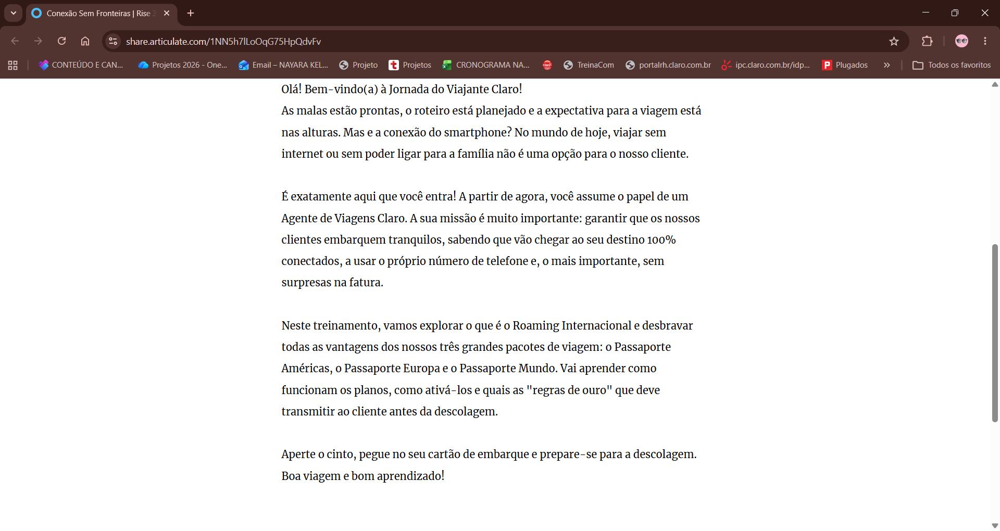 Conexão Sem Fronteiras | Rise 3
share.articulate.com/1NN5h7lLoOqG75HpQdvFv
CONTEÚDO E CAN...
Projetos 2026 - One...
Email – NAYARA KEL...
Projeto
Projetos
CRONOGRAMA NA...
Claro
TreinaCom
portalrh.claro.com.br
ipc.claro.com.br/idp...
Plugados
Todos os favoritos
Olá! Bem-vindo(a) à Jornada do Viajante Claro!
As malas estão prontas, o roteiro está planejado e a expectativa para a viagem está
nas alturas. Mas e a conexão do smartphone? No mundo de hoje, viajar sem
internet ou sem poder ligar para a família não é uma opção para o nosso cliente.
É exatamente aqui que você entra! A partir de agora, você assume o papel de um
Agente de Viagens Claro. A sua missão é muito importante: garantir que os nossos
clientes embarquem tranquilos, sabendo que vão chegar ao seu destino 100%
conectados, a usar o próprio número de telefone e, o mais importante, sem
surpresas na fatura.
Neste treinamento, vamos explorar o que é o Roaming Internacional e desbravar
todas as vantagens dos nossos três grandes pacotes de viagem: o Passaporte
Américas, o Passaporte Europa e o Passaporte Mundo. Vai aprender como
funcionam os planos, como ativá-los e quais as "regras de ouro" que deve
transmitir ao cliente antes da descolagem.
Aperte o cinto, pegue no seu cartão de embarque e prepare-se para a descolagem.
Boa viagem e bom aprendizado!